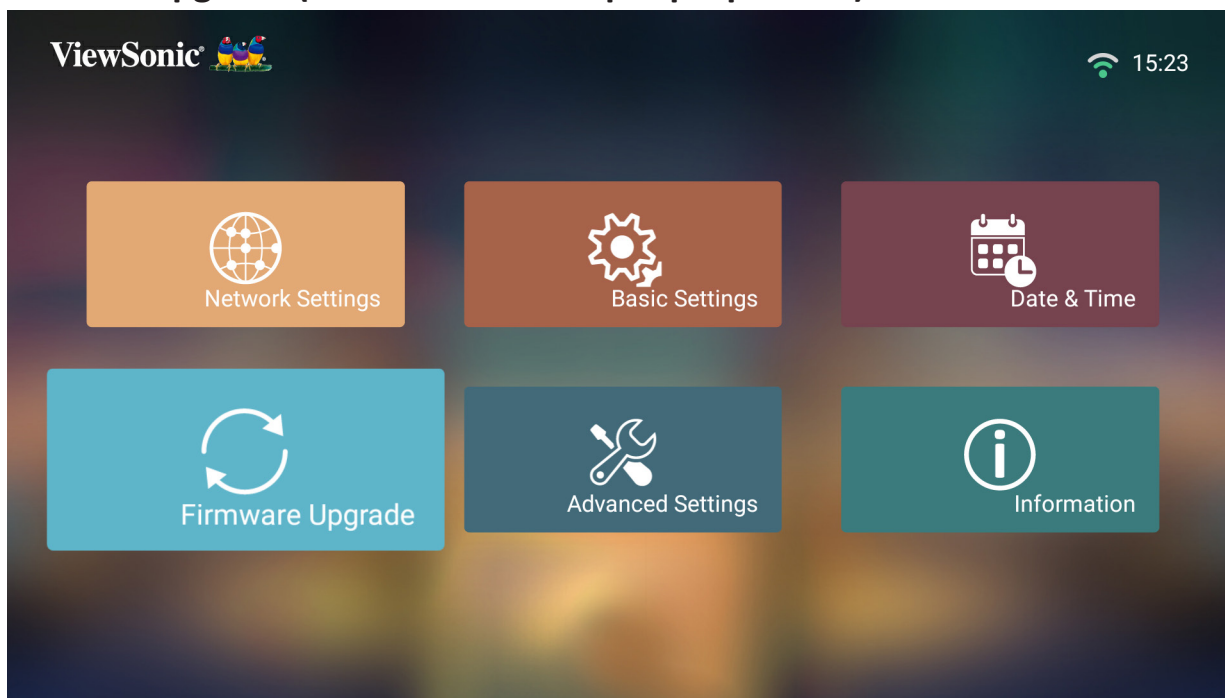 ViewSonic®
15:23
Network Settings
Basic Settings
Date & Time
Firmware Upgrade
Advanced Settings
Information